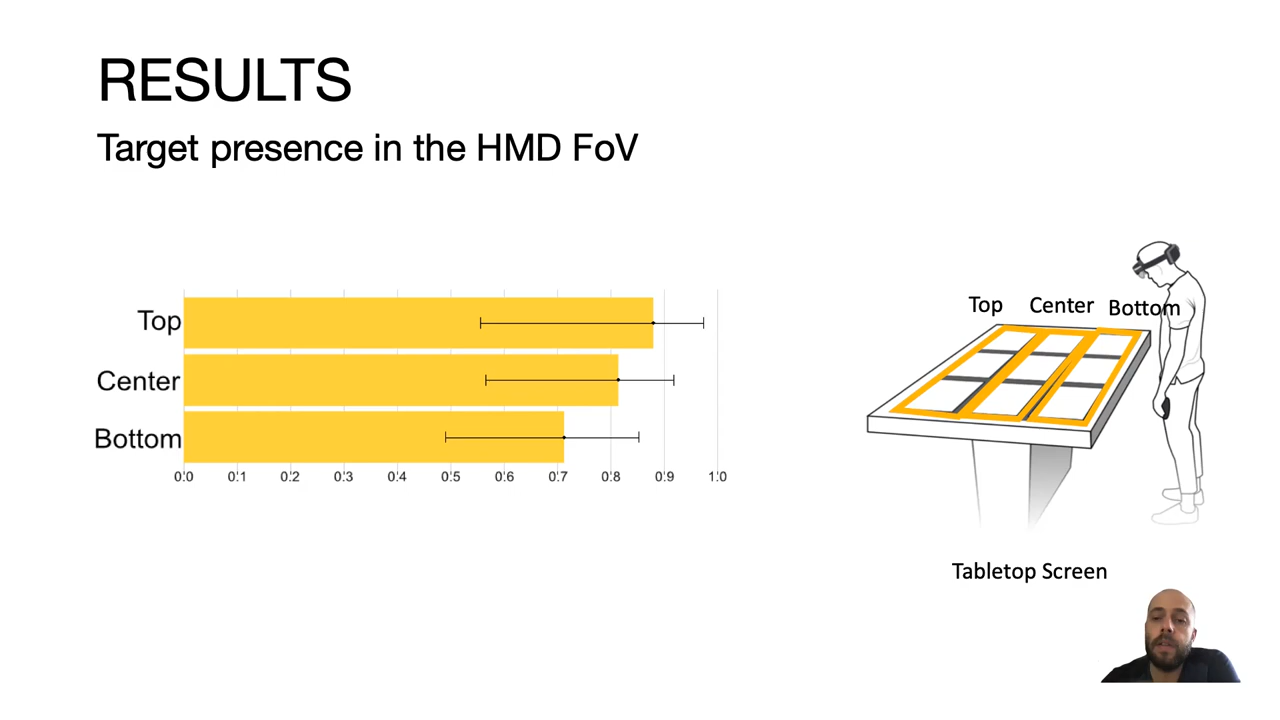 RESULTS
Target presence in the HMD FoV
Top
Center
Bottom
0.0 0.1 0.2 0.3 0.4 0.5 0.6 0.7 0.8 0.9 1.0
Top Center Bottom
Tabletop Screen